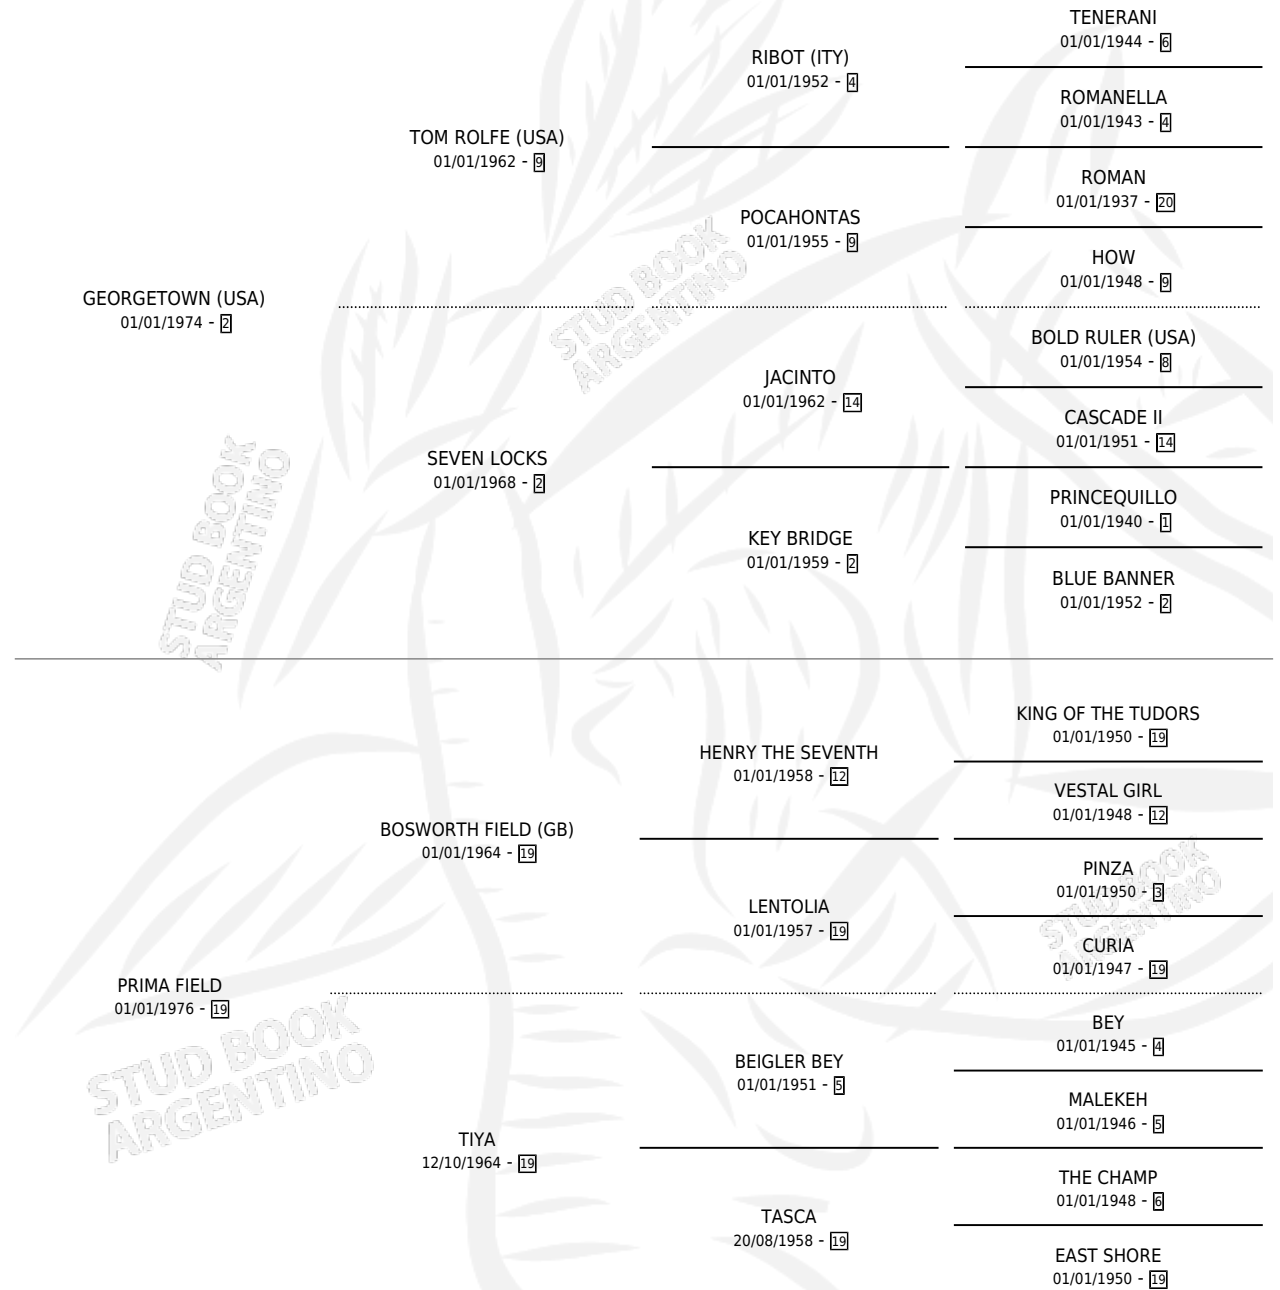 TENERANI
01/01/1944 - 6
RIBOT (ITY)
01/01/1952 - 4
ROMANELLA
01/01/1943 - 4
TOM ROLFE (USA)
01/01/1962 - 9
ROMAN
01/01/1937 - 20
POCAHONTAS
01/01/1955 - 9
HOW
01/01/1948 - 9
GEORGETOWN (USA)
01/01/1974 - 2
BOLD RULER (USA)
01/01/1954 - 8
JACINTO
01/01/1962 - 14
CASCADE II
01/01/1951 - 14
SEVEN LOCKS
01/01/1968 - 2
PRINCEQUILLO
01/01/1940 - 1
KEY BRIDGE
01/01/1959 - 2
BLUE BANNER
01/01/1952 - 2
KING OF THE TUDORS
01/01/1950 - 19
HENRY THE SEVENTH
01/01/1958 - 12
VESTAL GIRL
01/01/1948 - 12
BOSWORTH FIELD (GB)
01/01/1964 - 19
PINZA
01/01/1950 - 3
LENTOLIA
01/01/1957 - 19
CURIA
01/01/1947 - 19
PRIMA FIELD
01/01/1976 - 19
BEY
01/01/1945 - 4
BEIGLER BEY
01/01/1951 - 5
MALEKEH
01/01/1946 - 5
TIYA
12/10/1964 - 19
THE CHAMP
01/01/1948 - 6
TASCA
20/08/1958 - 19
EAST SHORE
01/01/1950 - 19
STUD BOOK
ARGENTINO
STUD BOOK
ARGENTINO
STUD BOOK
ARGENTINO
STUD BOOK
ARGENTINO